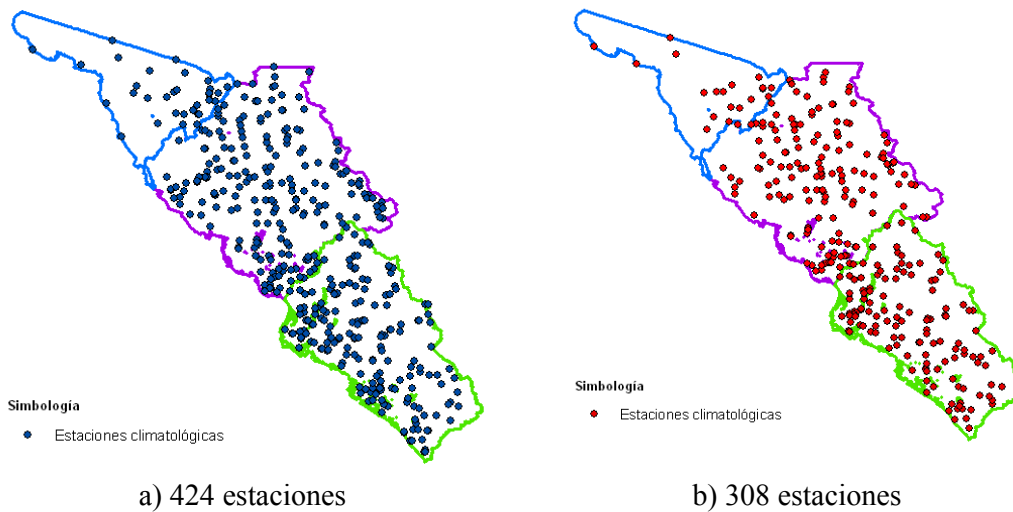 Simbología
Estaciones climatológicas
a) 424 estaciones
Simbología
Estaciones climatológicas
b) 308 estaciones